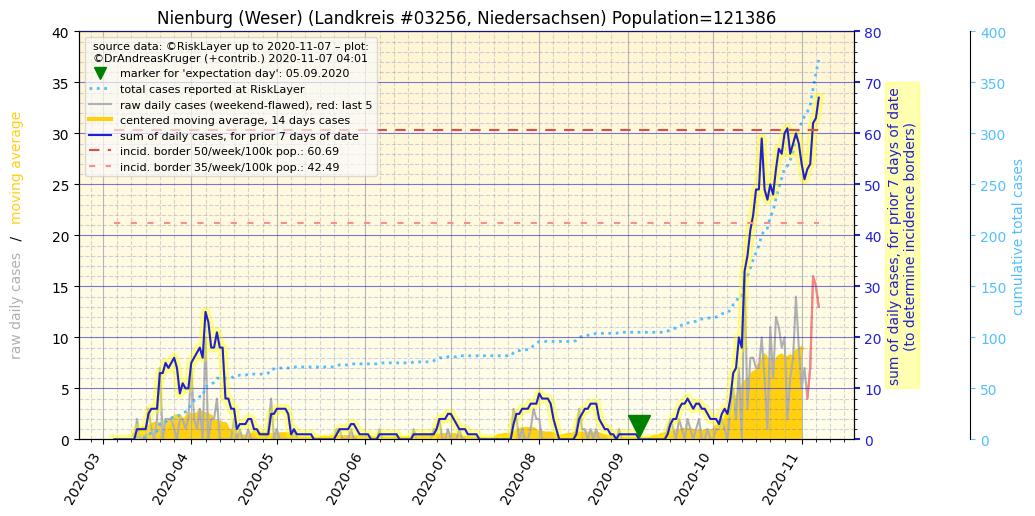 Nienburg (Weser) (Landkreis #03256, Niedersachsen) Population=121386
source data: ©RiskLayer up to 2020-11-07 – plot:
©DrAndreasKruger (+contrib.) 2020-11-07 04:01
marker for 'expectation day': 05.09.2020
total cases reported at RiskLayer
raw daily cases (weekend-flawed), red: last 5
centered moving average, 14 days cases
sum of daily cases, for prior 7 days of date
incid. border 50/week/100k pop.: 60.69
incid. border 35/week/100k pop.: 42.49
raw daily cases / moving average
40
35
30
25
20
15
10
5
0
2020-03
2020-04
2020-05
2020-06
2020-07
2020-08
2020-09
2020-10
2020-11
80
70
60
50
40
30
20
10
0
sum of daily cases, for prior 7 days of date
(to determine incidence borders)
400
350
300
250
200
150
100
50
0
cumulative total cases